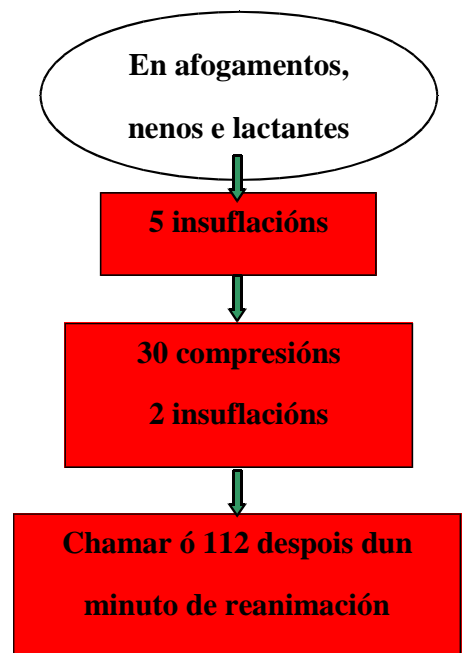 En afogamentos,
nenos e lactantes
5 insuflacións
30 compresións
2 insuflacións
Chamar ó 112 despois dun
minuto de reanimación